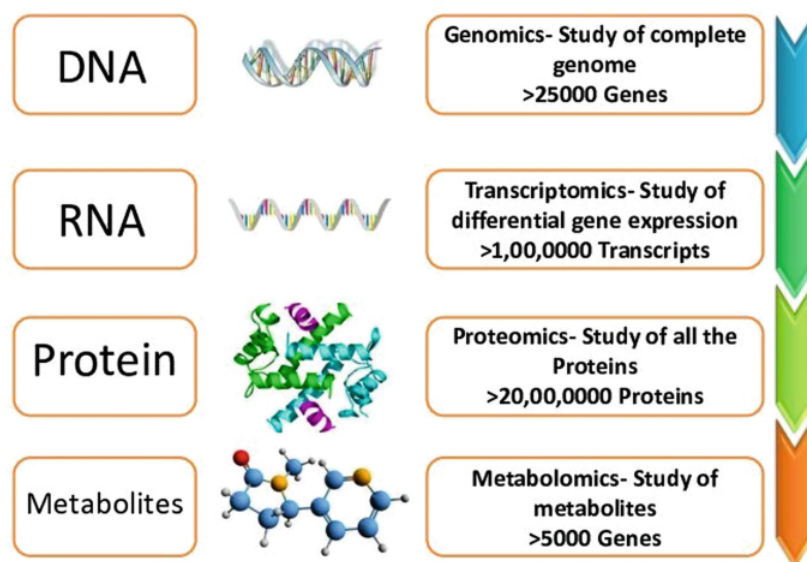 DNA
Genomics- Study of complete
genome
>25000 Genes
RNA
Transcriptomics- Study of
differential gene expression
>1,00,0000 Transcripts
Protein
Proteomics- Study of all the
Proteins
>20,00,0000 Proteins
Metabolites
Metabolomics- Study of
metabolites
>5000 Genes